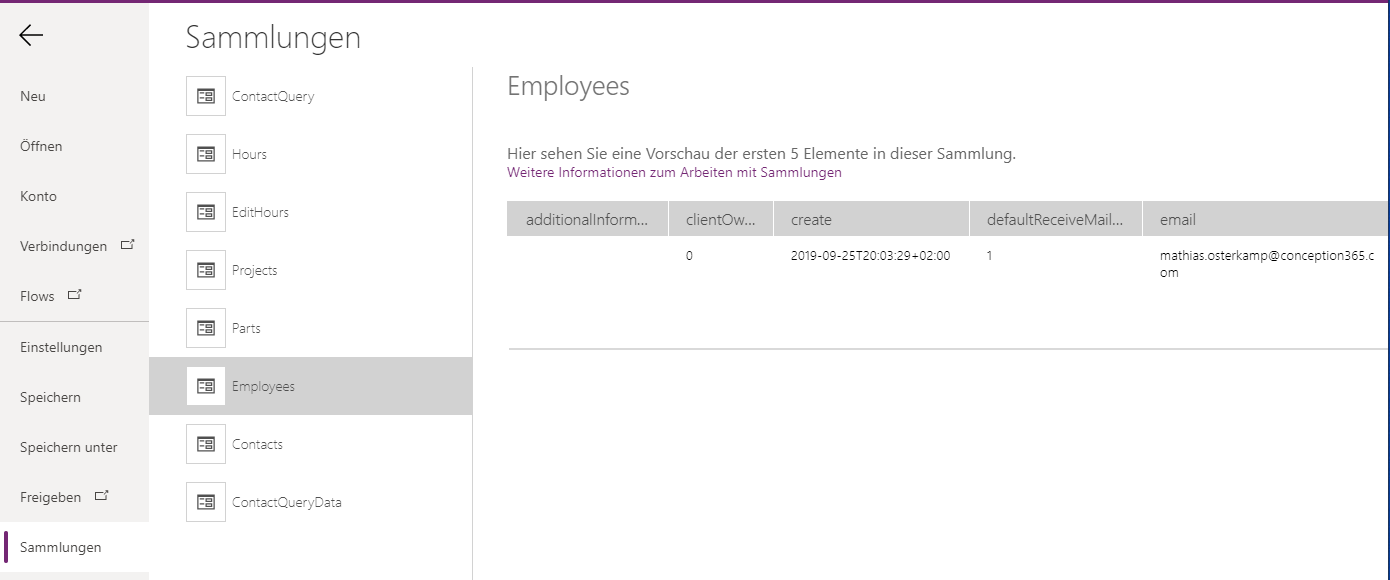 Sammlungen
Neu
Öffnen
Konto
Verbindungen
Flows
Einstellungen
Speichern
Speichern unter
Freigeben
Sammlungen
ContactQuery
Hours
EditHours
Projects
Parts
Employees
Contacts
ContactQueryData
Employees
Hier sehen Sie eine Vorschau der ersten 5 Elemente in dieser Sammlung.
Weitere Informationen zum Arbeiten mit Sammlungen
additionalInform... clientOw... create defaultReceiveMail... email
0 2019-09-25T20:03:29+02:00 1 mathias.osterkamp@conception365.c
om